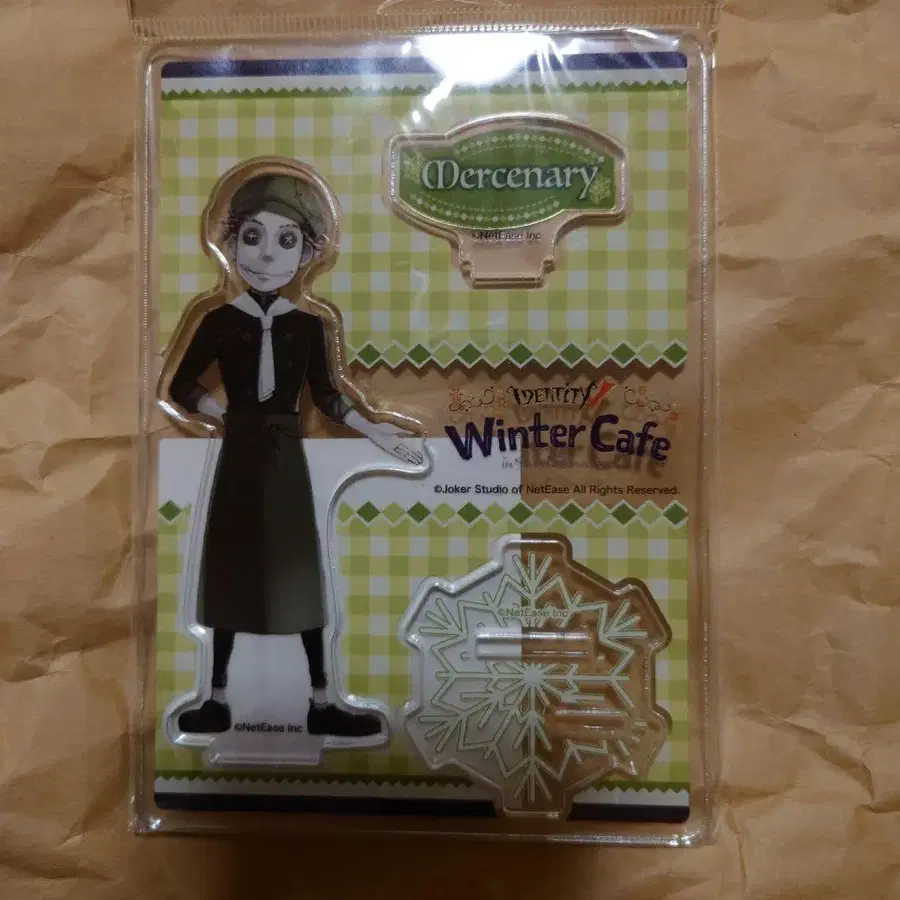 Mercenary
©NetEase Inc
IDENTITY V
Winter Cafe
©Joker Studio of NetEase All Rights Reserved.
©NetEase Inc
©NetEase Inc